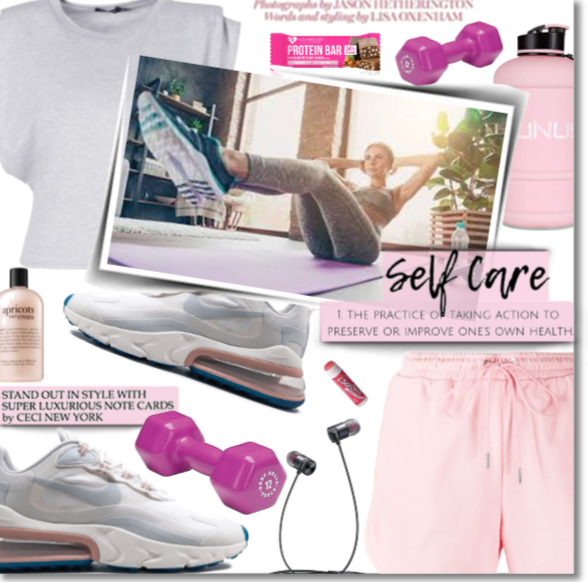 Photographs by JASON HETHERINGTON
Words and styling by LISA OXENHAM
PROTEIN BAR
UNUS
Self Care
1. THE PRACTICE OF TAKING ACTION TO
PRESERVE OR IMPROVE ONE'S OWN HEALTH.
apricots
STAND OUT IN STYLE WITH
SUPER LUXURIOUS NOTE CARDS
by CECI NEW YORK
12
12